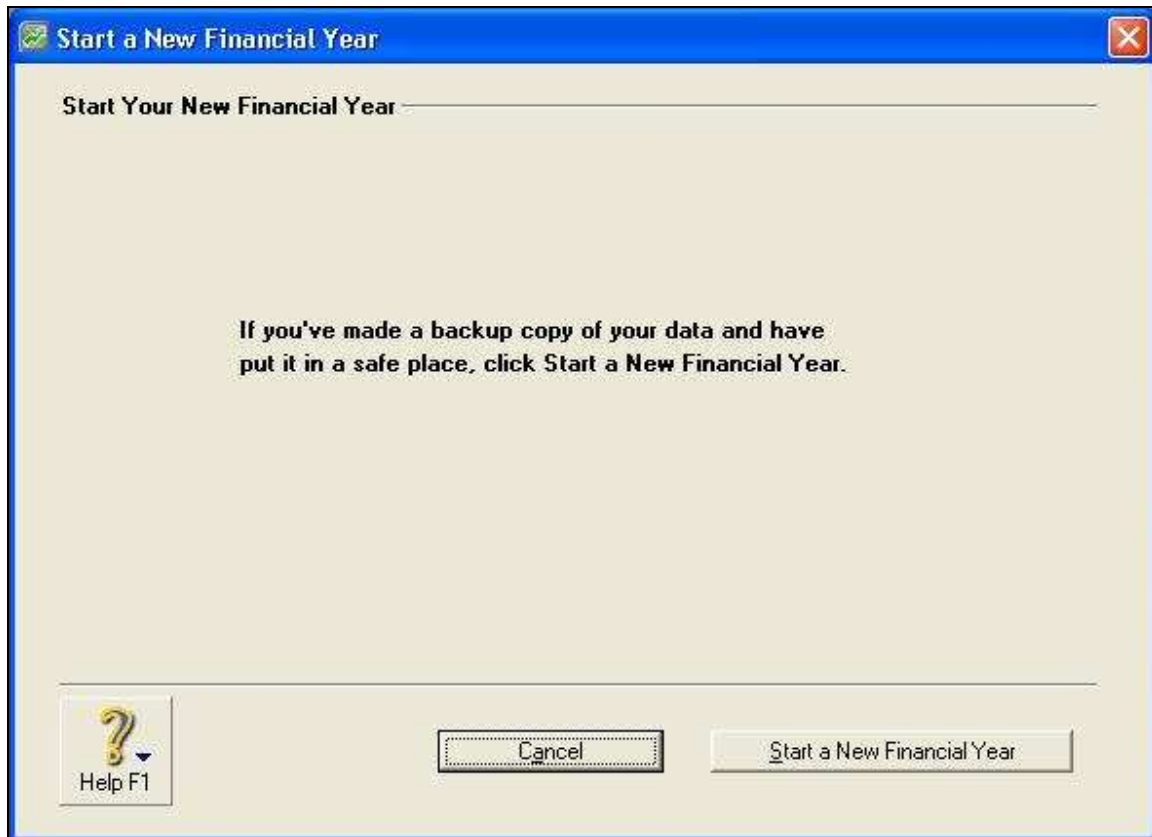 Start a New Financial Year
Start Your New Financial Year
If you've made a backup copy of your data and have
put it in a safe place, click Start a New Financial Year.
Help F1
Cancel
Start a New Financial Year